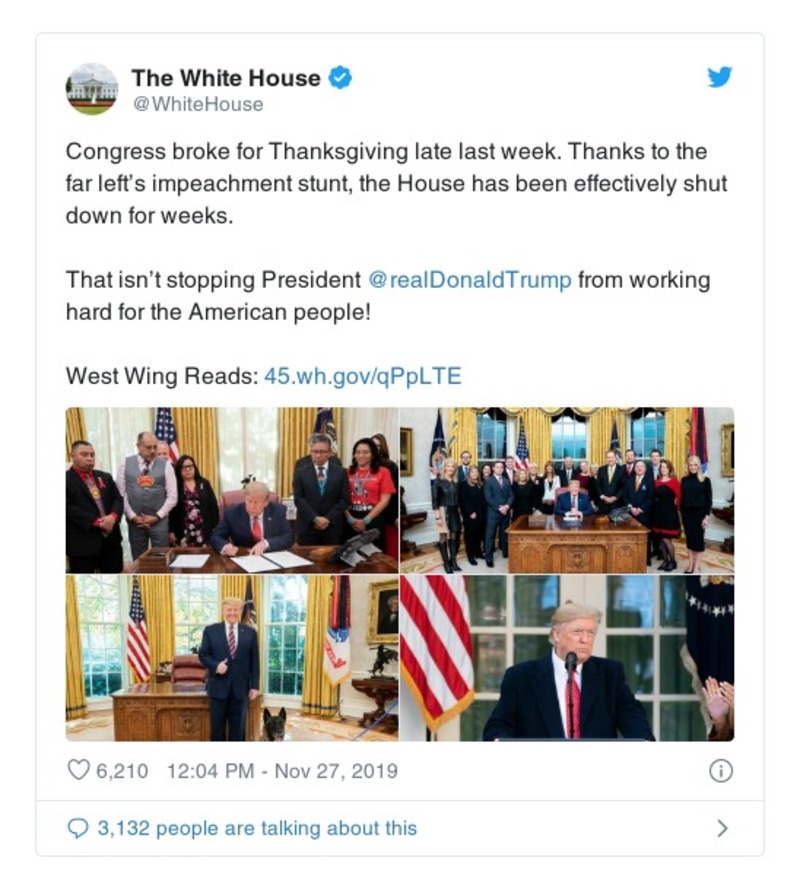 The White House
@WhiteHouse
Congress broke for Thanksgiving late last week. Thanks to the
far left’s impeachment stunt, the House has been effectively shut
down for weeks.
That isn’t stopping President @realDonaldTrump from working
hard for the American people!
West Wing Reads: 45.wh.gov/qPpLTE
6,210 12:04 PM - Nov 27, 2019
3,132 people are talking about this